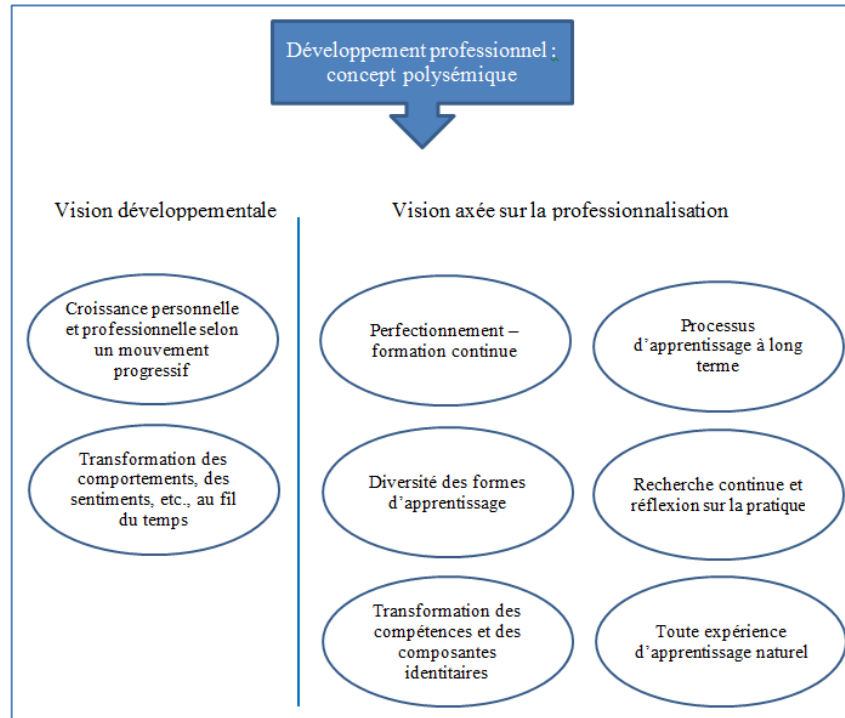 Développement professionnel :
concept polysémique
Vision développementale
Vision axée sur la professionnalisation
Croissance personnelle
et professionnelle selon
un mouvement
progressif
Perfectionnement –
formation continue
Processus
d’apprentissage à long
terme
Transformation des
comportements, des
sentiments, etc., au fil
du temps
Diversité des formes
d’apprentissage
Recherche continue et
réflexion sur la pratique
Transformation des
compétences et des
composantes
identitaires
Toute expérience
d’apprentissage naturel